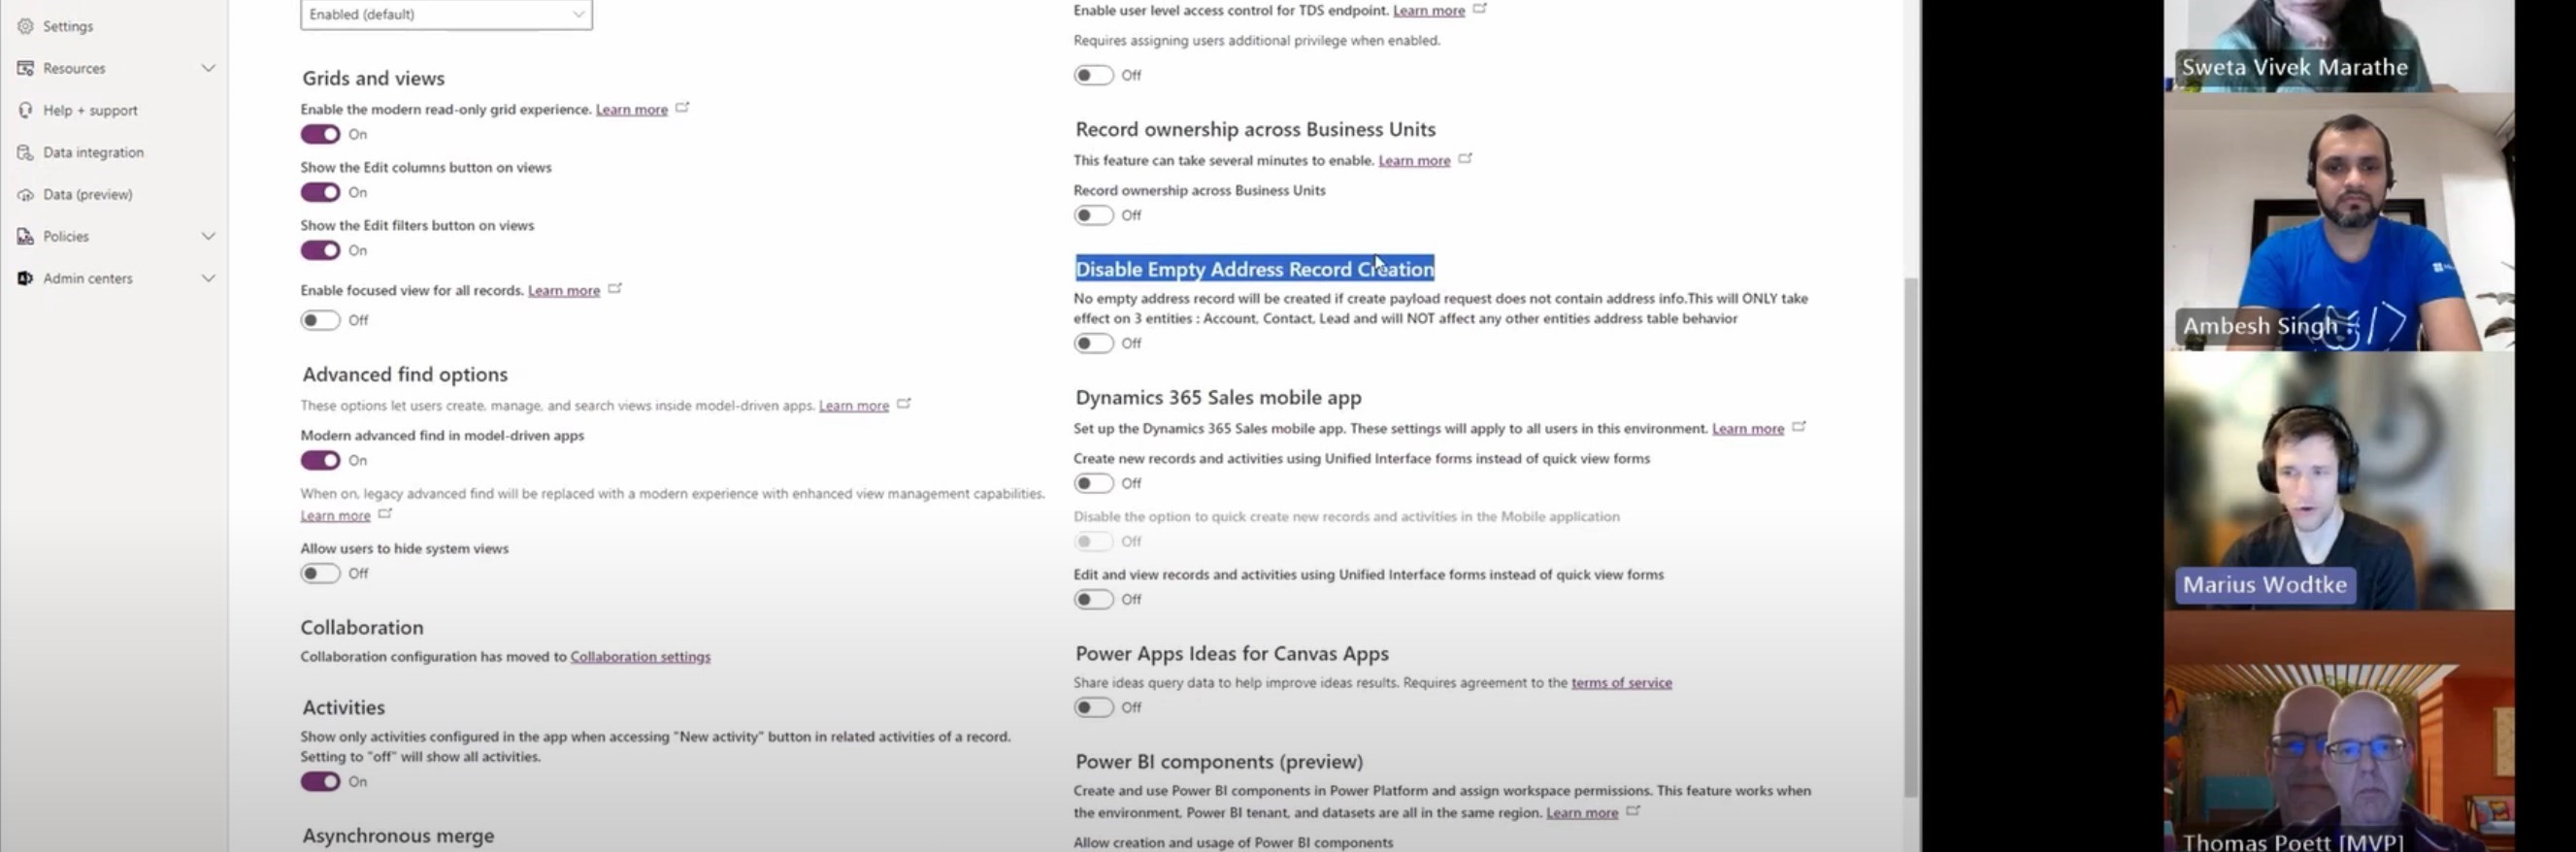 Settings
Resources
Help + support
Data integration
Data (preview)
Policies
Admin centers
Enabled (default)
Grids and views
Enable the modern read-only grid experience. Learn more
On
Show the Edit columns button on views
On
Show the Edit filters button on views
On
Enable focused view for all records. Learn more
Off
Advanced find options
These options let users create, manage, and search views inside model-driven apps. Learn more
Modern advanced find in model-driven apps
On
When on, legacy advanced find will be replaced with a modern experience with enhanced view management capabilities.
Learn more
Allow users to hide system views
Off
Collaboration
Collaboration configuration has moved to Collaboration settings
Activities
Show only activities configured in the app when accessing "New activity" button in related activities of a record.
Setting to "off" will show all activities.
On
Asynchronous merge
Enable user level access control for TDS endpoint. Learn more
Requires assigning users additional privilege when enabled.
Off
Record ownership across Business Units
This feature can take several minutes to enable. Learn more
Record ownership across Business Units
Off
Disable Empty Address Record Creation
No empty address record will be created if create payload request does not contain address info.This will ONLY take
effect on 3 entities : Account, Contact, Lead and will NOT affect any other entities address table behavior
Off
Dynamics 365 Sales mobile app
Set up the Dynamics 365 Sales mobile app. These settings will apply to all users in this environment. Learn more
Create new records and activities using Unified Interface forms instead of quick view forms
Off
Disable the option to quick create new records and activities in the Mobile application
Off
Edit and view records and activities using Unified Interface forms instead of quick view forms
Off
Power Apps Ideas for Canvas Apps
Share ideas query data to help improve ideas results. Requires agreement to the terms of service
Off
Power BI components (preview)
Create and use Power BI components in Power Platform and assign workspace permissions. This feature works when
the environment, Power BI tenant, and datasets are all in the same region. Learn more
Allow creation and usage of Power BI components
Sweta Vivek Marathe
Ambesh Singh
Marius Wodtke
Thomas Poett [MVP]